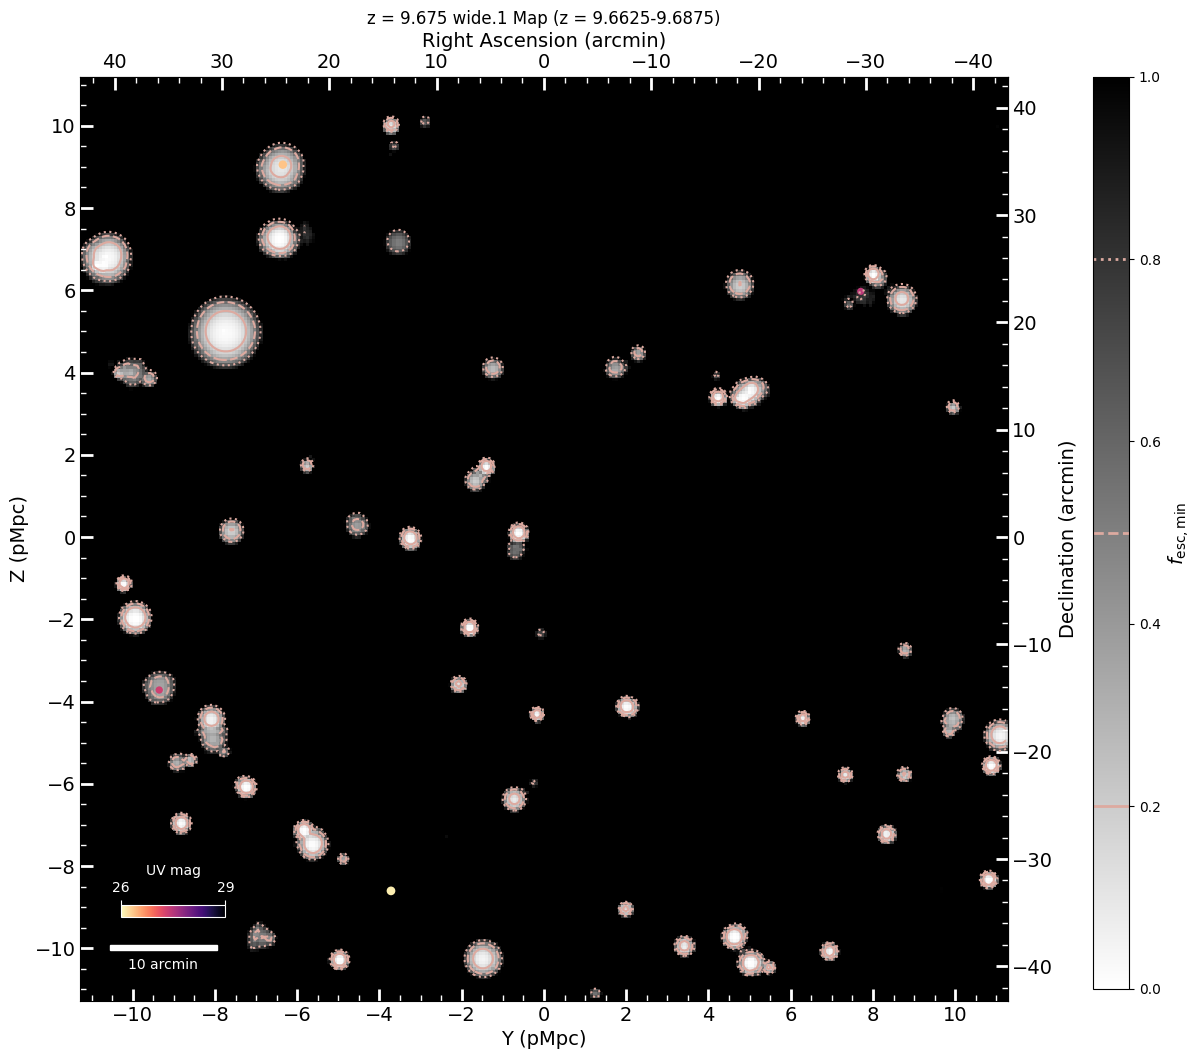 z = 9.675 wide.1 Map (z = 9.6625-9.6875)
Right Ascension (arcmin)
40 30 20 10 0 −10 −20 −30 −40
10
8
6
4
2
0
−2
−4
−6
−8
−10
Z (pMpc)
UV mag
26 29
10 arcmin
−10 −8 −6 −4 −2 0 2 4 6 8 10
Y (pMpc)
40
30
20
10
0
−10
−20
−30
−40
Declination (arcmin)
1.0
0.8
0.6
0.4
0.2
0.0
fesc,min